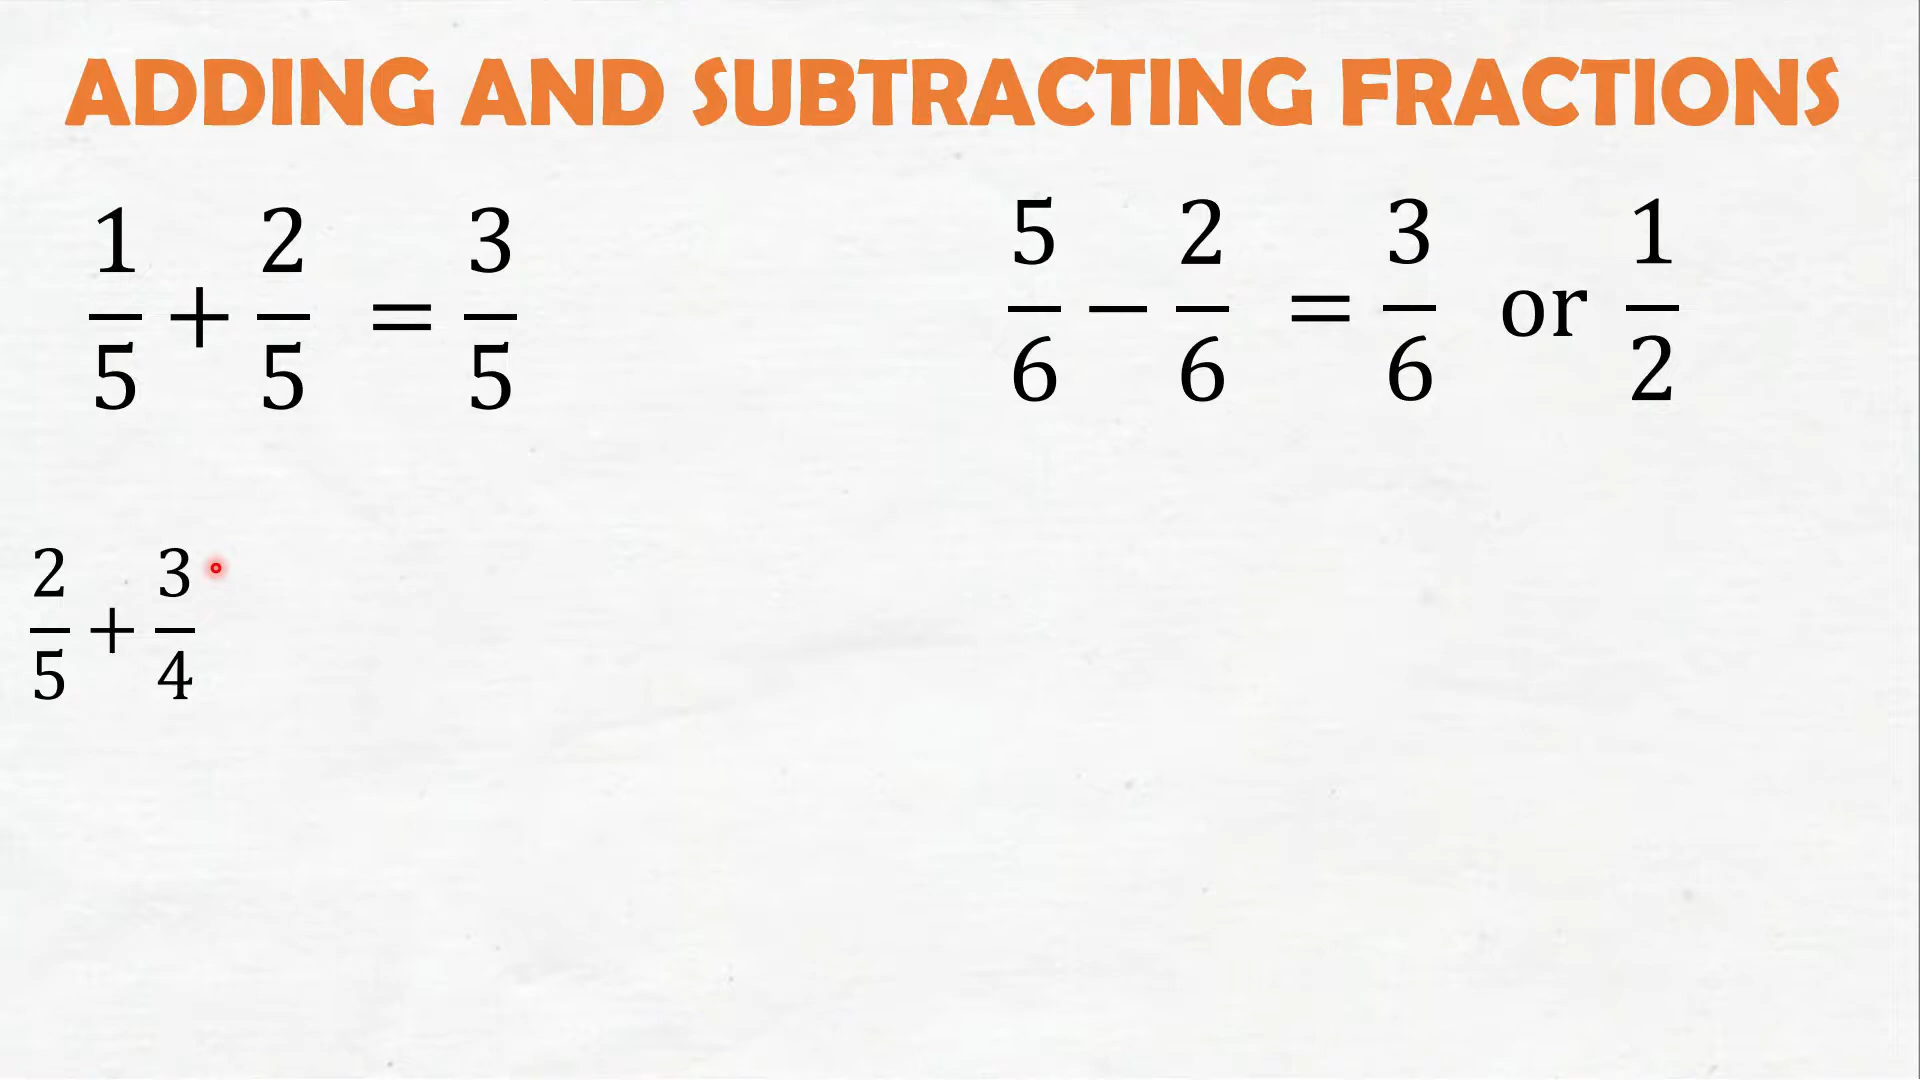 ADDING AND SUBTRACTING FRACTIONS
1/5 + 2/5 = 3/5
5/6 − 2/6 = 3/6 or 1/2
2/5 + 3/4